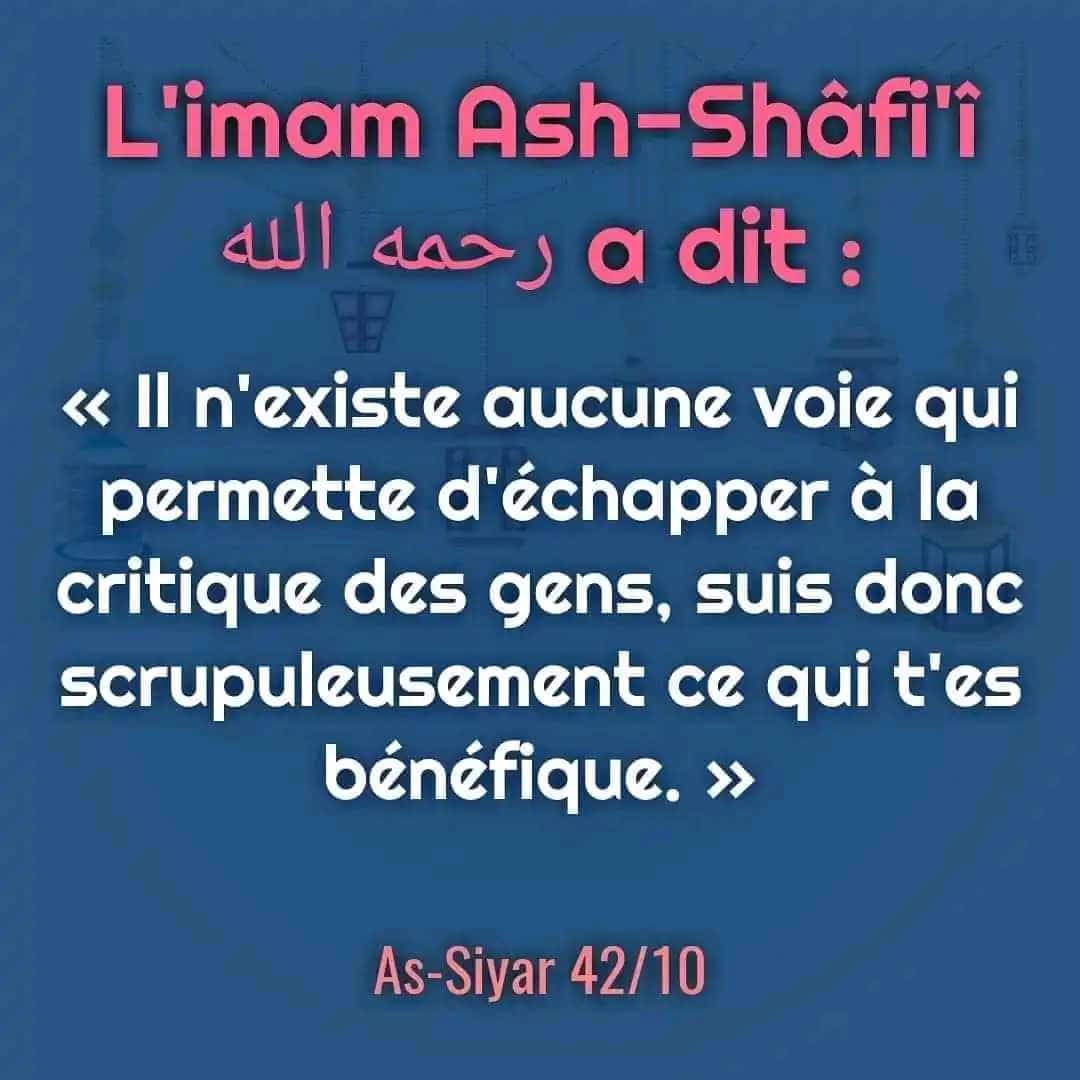 L'imam Ash-Shâfi'î
رحمه الله a dit :
« Il n'existe aucune voie qui
permette d'échapper à la
critique des gens, suis donc
scrupuleusement ce qui t'es
bénéfique. »
As-Siyar 42/10